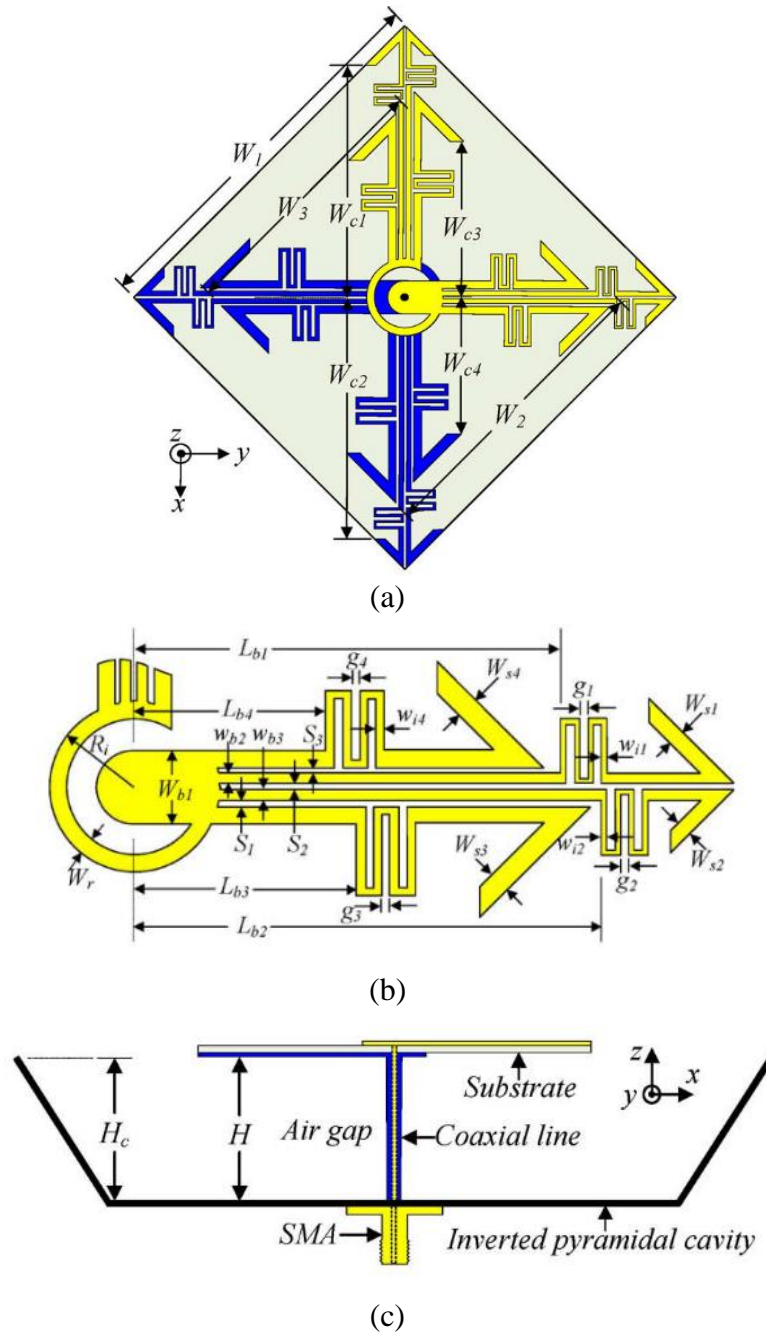 W1
W3
Wc1
Wc3
Wc2
Wc4
W2
z
y
x
(a)
Lb1
g4
Ws4
g1
Ws1
Lb4
wb2
wb3
S3
wi4
wi1
Ri
Wb1
S1
S2
Ws3
wi2
Ws2
Wr
Lb3
g3
g2
Lb2
(b)
z
Substrate
y
x
Hc
H
Air gap
Coaxial line
SMA
Inverted pyramidal cavity
(c)